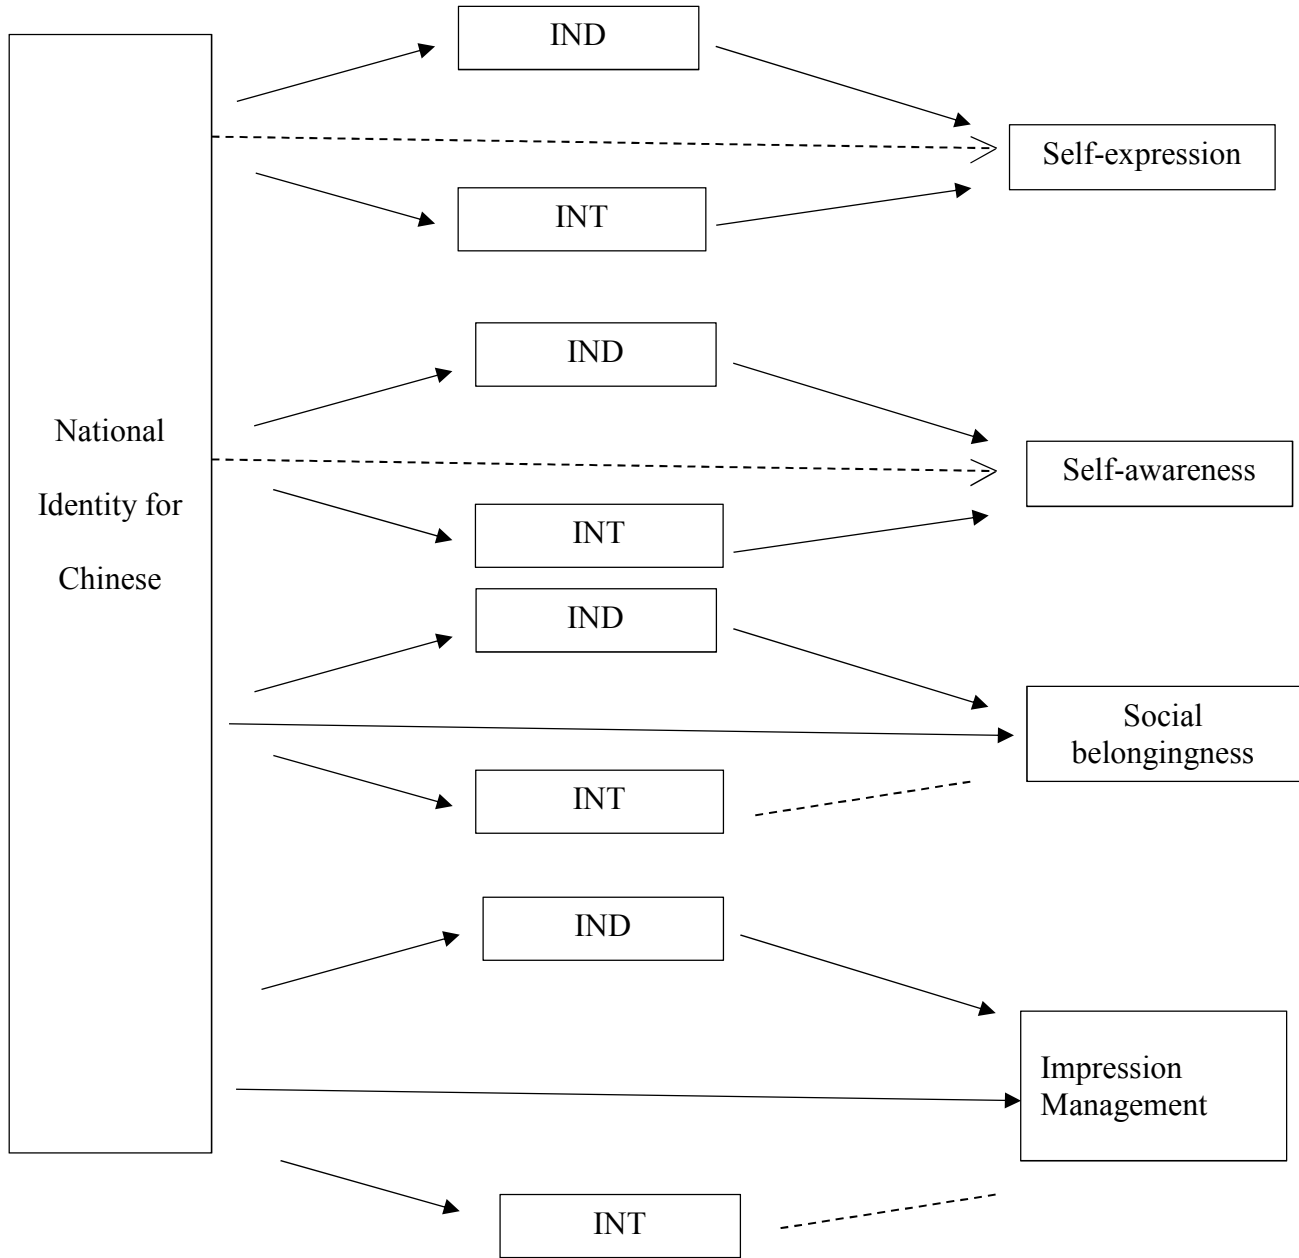 IND
Self-expression
INT
IND
National
Identity for
Chinese
Self-awareness
INT
IND
Social
belongingness
INT
IND
Impression
Management
INT